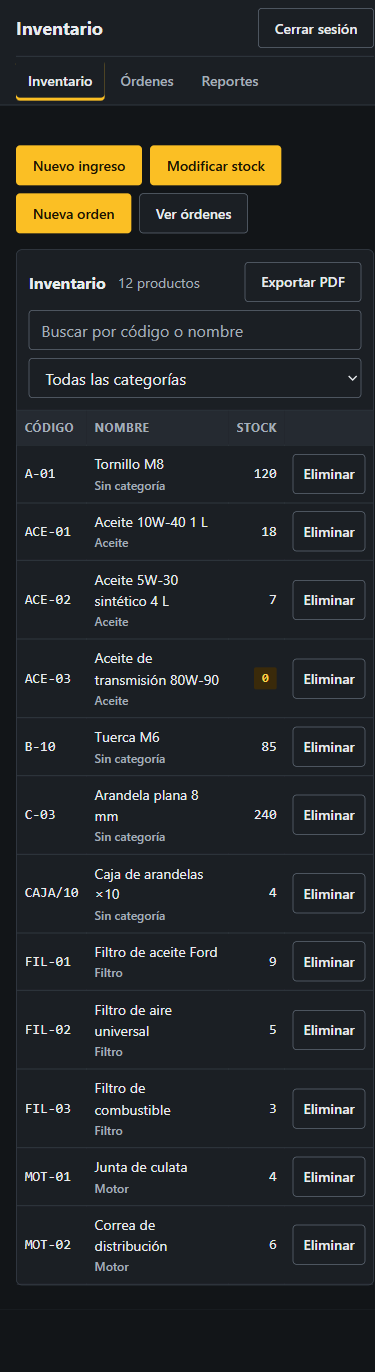 Inventario
Cerrar sesión
Inventario Órdenes Reportes
Nuevo ingreso Modificar stock
Nueva orden Ver órdenes
Inventario 12 productos Exportar PDF
Buscar por código o nombre
Todas las categorías
CÓDIGO NOMBRE STOCK
A-01 Tornillo M8 120 Eliminar
Sin categoría
ACE-01 Aceite 10W-40 1 L 18 Eliminar
Aceite
ACE-02 Aceite 5W-30 7 Eliminar
sintético 4 L
Aceite
ACE-03 Aceite de 0 Eliminar
transmisión 80W-90
Aceite
B-10 Tuerca M6 85 Eliminar
Sin categoría
C-03 Arandela plana 8 240 Eliminar
mm
Sin categoría
CAJA/10 Caja de arandelas 4 Eliminar
×10
Sin categoría
FIL-01 Filtro de aceite Ford 9 Eliminar
Filtro
FIL-02 Filtro de aire 5 Eliminar
universal
Filtro
FIL-03 Filtro de 3 Eliminar
combustible
Filtro
MOT-01 Junta de culata 4 Eliminar
Motor
MOT-02 Correa de 6 Eliminar
distribución
Motor